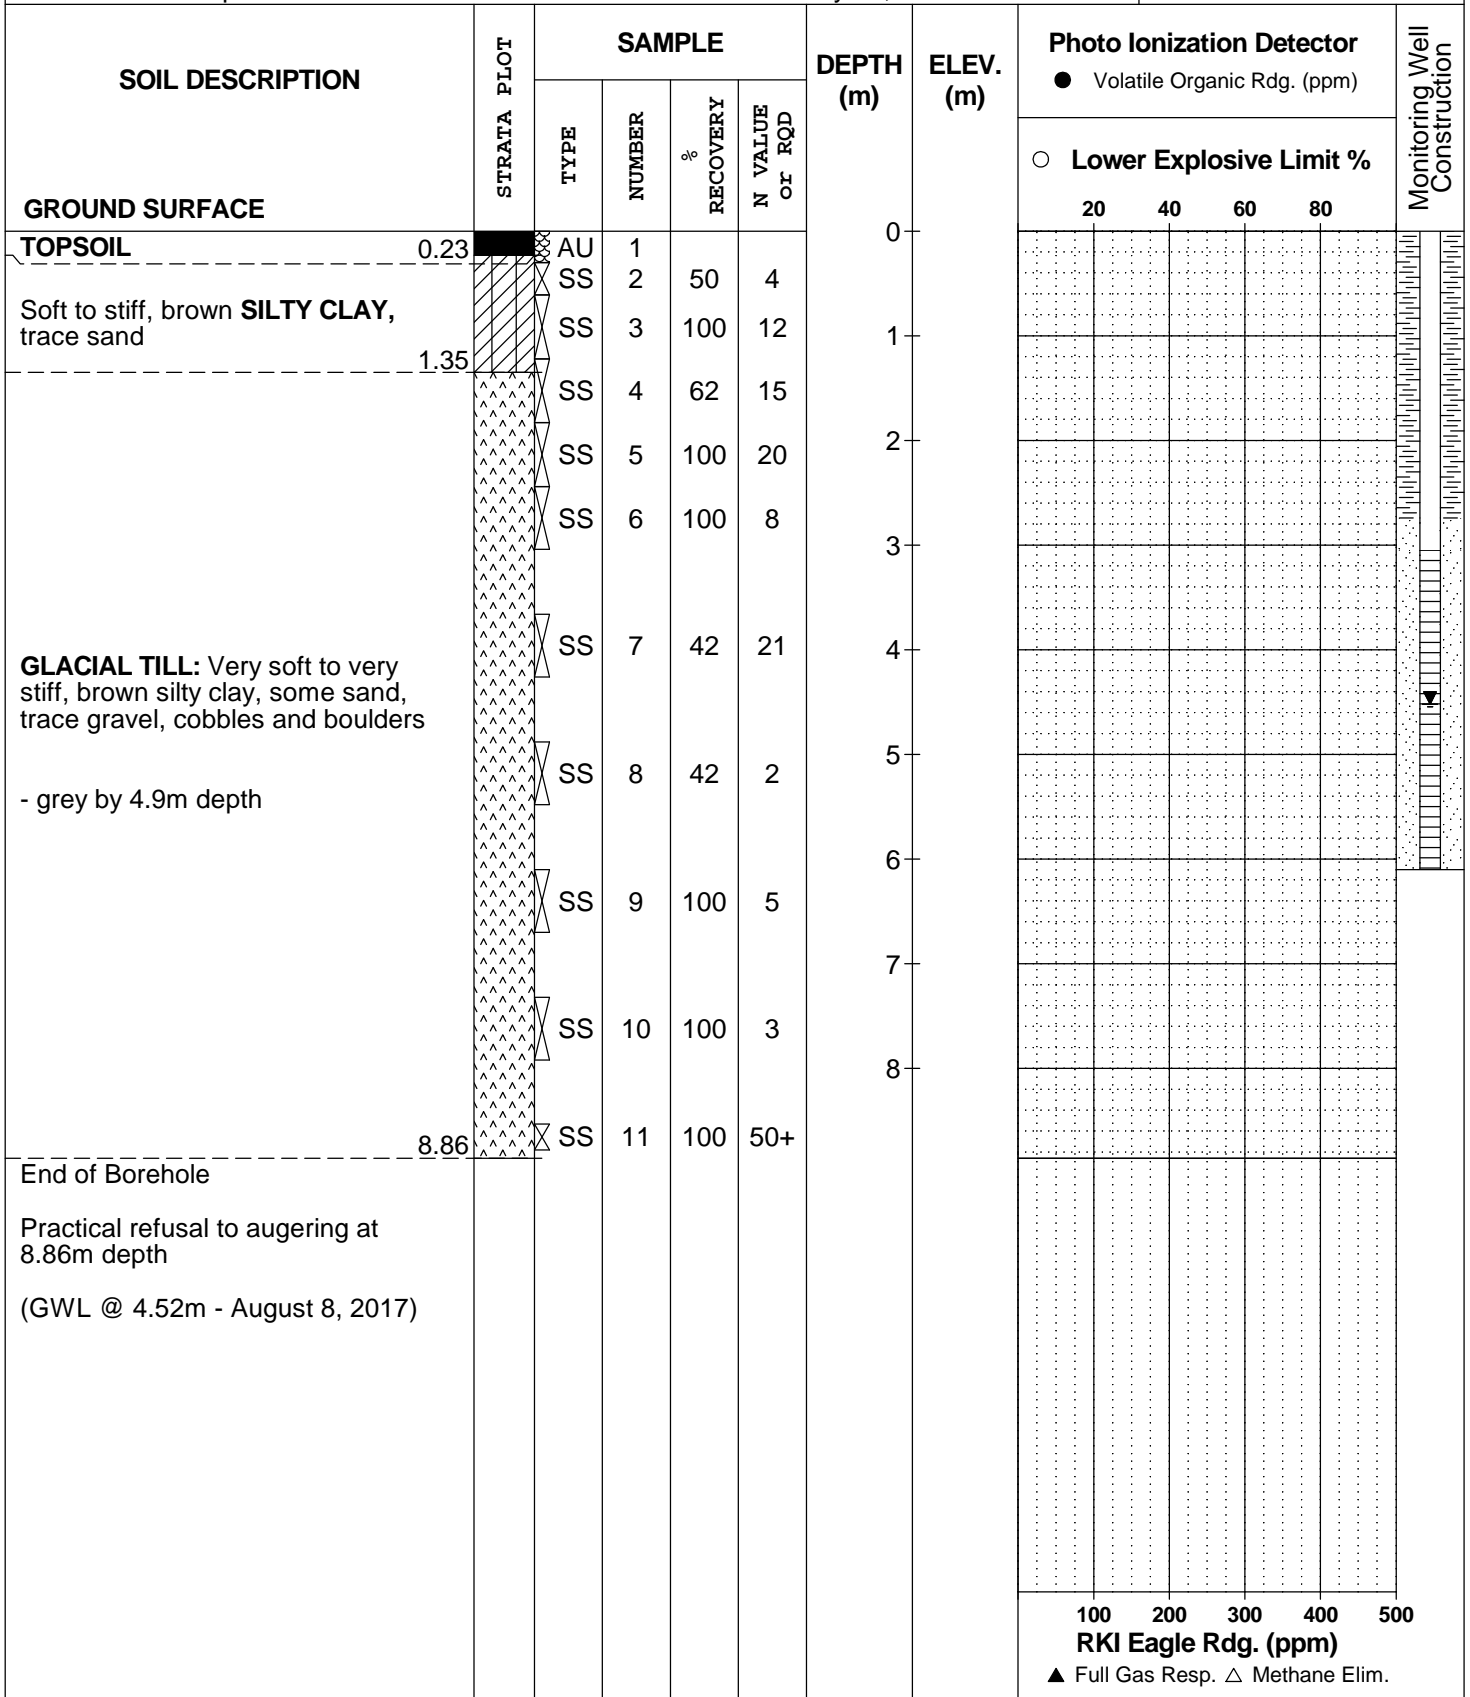 SOIL DESCRIPTION
GROUND SURFACE
STRATA PLOT
SAMPLE
TYPE
NUMBER
% RECOVERY
N VALUE or RQD
DEPTH (m)
ELEV. (m)
Photo Ionization Detector
● Volatile Organic Rdg. (ppm)
○ Lower Explosive Limit %
20 40 60 80
Monitoring Well Construction
TOPSOIL 0.23
Soft to stiff, brown SILTY CLAY,
trace sand
1.35
GLACIAL TILL: Very soft to very
stiff, brown silty clay, some sand,
trace gravel, cobbles and boulders
- grey by 4.9m depth
8.86
End of Borehole
Practical refusal to augering at
8.86m depth
(GWL @ 4.52m - August 8, 2017)
AU 1
SS 2 50 4
SS 3 100 12
SS 4 62 15
SS 5 100 20
SS 6 100 8
SS 7 42 21
SS 8 42 2
SS 9 100 5
SS 10 100 3
SS 11 100 50+
0
1
2
3
4
5
6
7
8
100 200 300 400 500
RKI Eagle Rdg. (ppm)
▲ Full Gas Resp. △ Methane Elim.